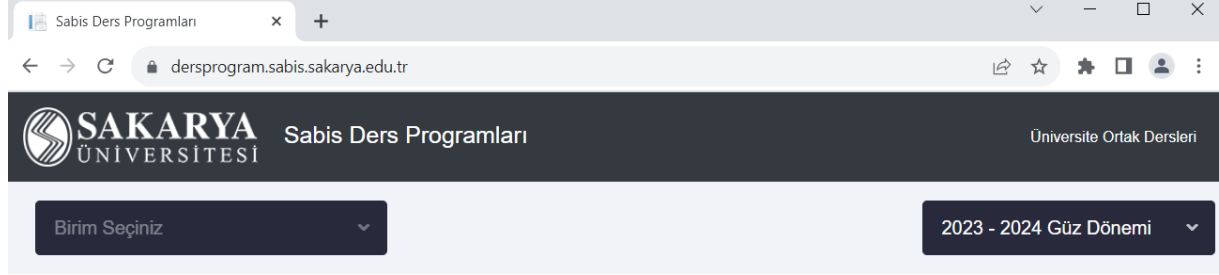 Sabis Ders Programları
dersprogram.sabis.sakarya.edu.tr
SAKARYA
ÜNİVERSİTESİ
Sabis Ders Programları
Üniversite Ortak Dersleri
Birim Seçiniz
2023 - 2024 Güz Dönemi